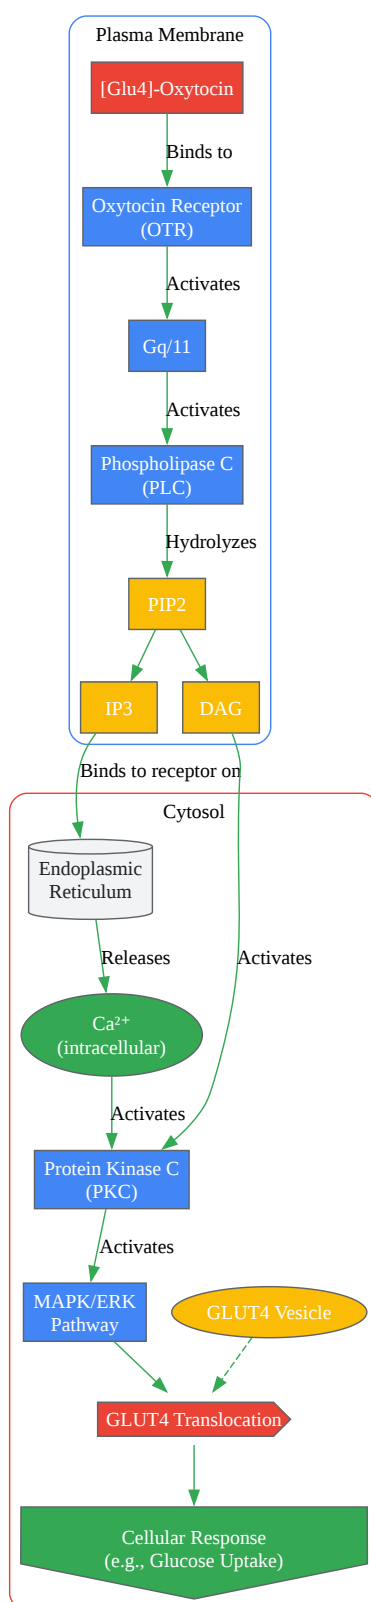 Plasma Membrane
[Glu4]-Oxytocin
Binds to
Oxytocin Receptor
(OTR)
Activates
Gq/11
Activates
Phospholipase C
(PLC)
Hydrolyzes
PIP2
IP3
DAG
Binds to receptor on
Cytosol
Endoplasmic
Reticulum
Releases
Activates
Ca²⁺
(intracellular)
Activates
Protein Kinase C
(PKC)
Activates
MAPK/ERK
Pathway
GLUT4 Vesicle
GLUT4 Translocation
Cellular Response
(e.g., Glucose Uptake)